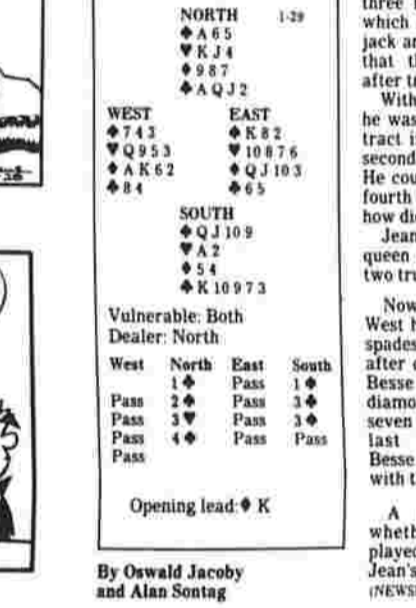 NORTH 1-29
♠ A 6 5
♥ K J 4
♦ 9 8 7
♣ A Q J 2
WEST EAST
♠ 7 4 3 ♠ K 8 2
♥ Q 9 5 3 ♥ 10 8 7 6
♦ A K 6 2 ♦ Q J 10 3
♣ 8 4 ♣ 6 5
SOUTH
♠ Q J 10 9
♥ A 2
♦ 5 4
♣ K 10 9 7 3
Vulnerable: Both
Dealer: North
West North East South
1♣ Pass 1♠
Pass 2♠ Pass 3♣
Pass 3♥ Pass 3♠
Pass 4♠ Pass Pass
Pass
Opening lead: ♦ K
By Oswald Jacoby
and Alan Sontag
three
which
jack an
that th
after tr
With
he was
tract i
second
He cou
fourth
how di
Jean
queen
two tru
Now
West h
spades
after
Besse
diamo
seven
last
Besse
with t
A
wheth
played
Jean's
(NEWS